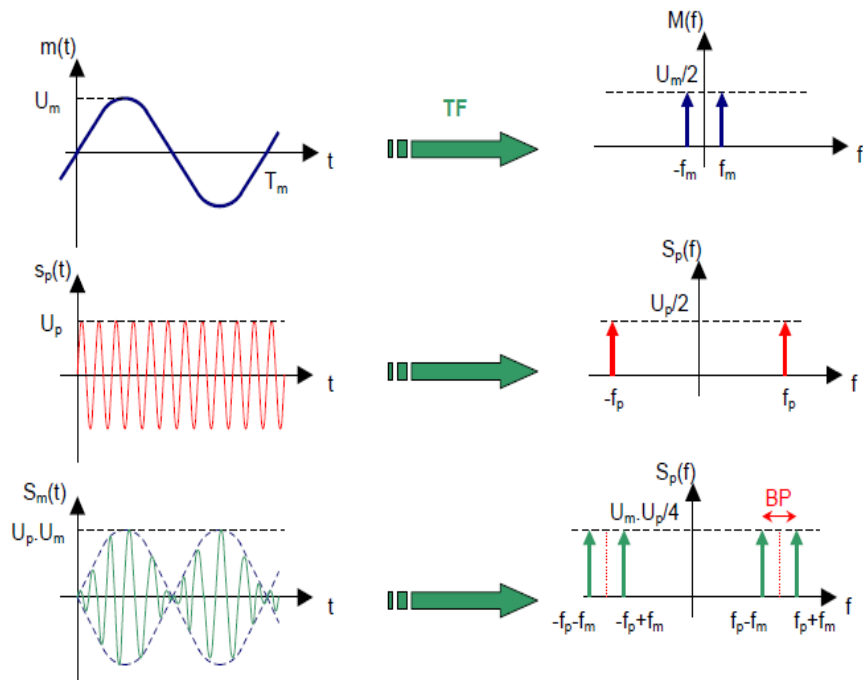 m(t)
U_m
t
T_m
TF
M(f)
U_m/2
-f_m f_m
f
s_p(t)
U_p
t
S_p(f)
U_p/2
-f_p
f_p
f
S_m(t)
U_p.U_m
t
S_p(f)
U_m.U_p/4
BP
-f_p-f_m -f_p+f_m f_p-f_m f_p+f_m
f